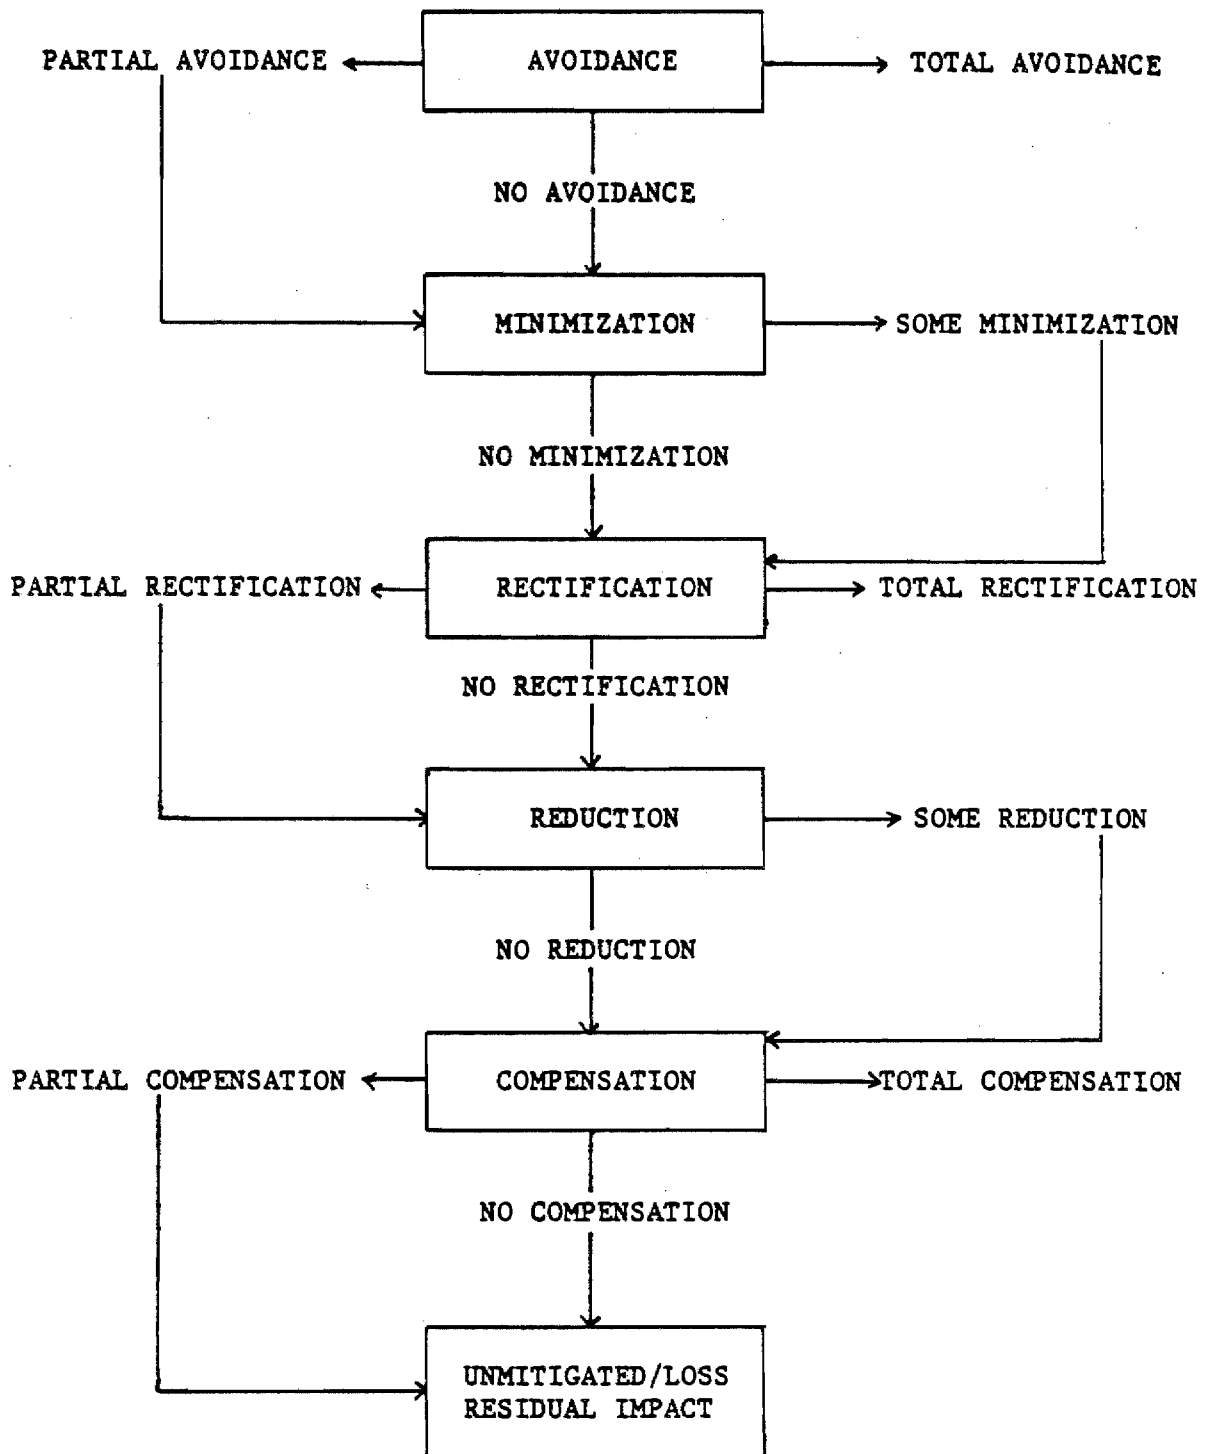 PARTIAL AVOIDANCE
AVOIDANCE
TOTAL AVOIDANCE
NO AVOIDANCE
MINIMIZATION
SOME MINIMIZATION
NO MINIMIZATION
PARTIAL RECTIFICATION
RECTIFICATION
TOTAL RECTIFICATION
NO RECTIFICATION
REDUCTION
SOME REDUCTION
NO REDUCTION
PARTIAL COMPENSATION
COMPENSATION
TOTAL COMPENSATION
NO COMPENSATION
UNMITIGATED/LOSS
RESIDUAL IMPACT